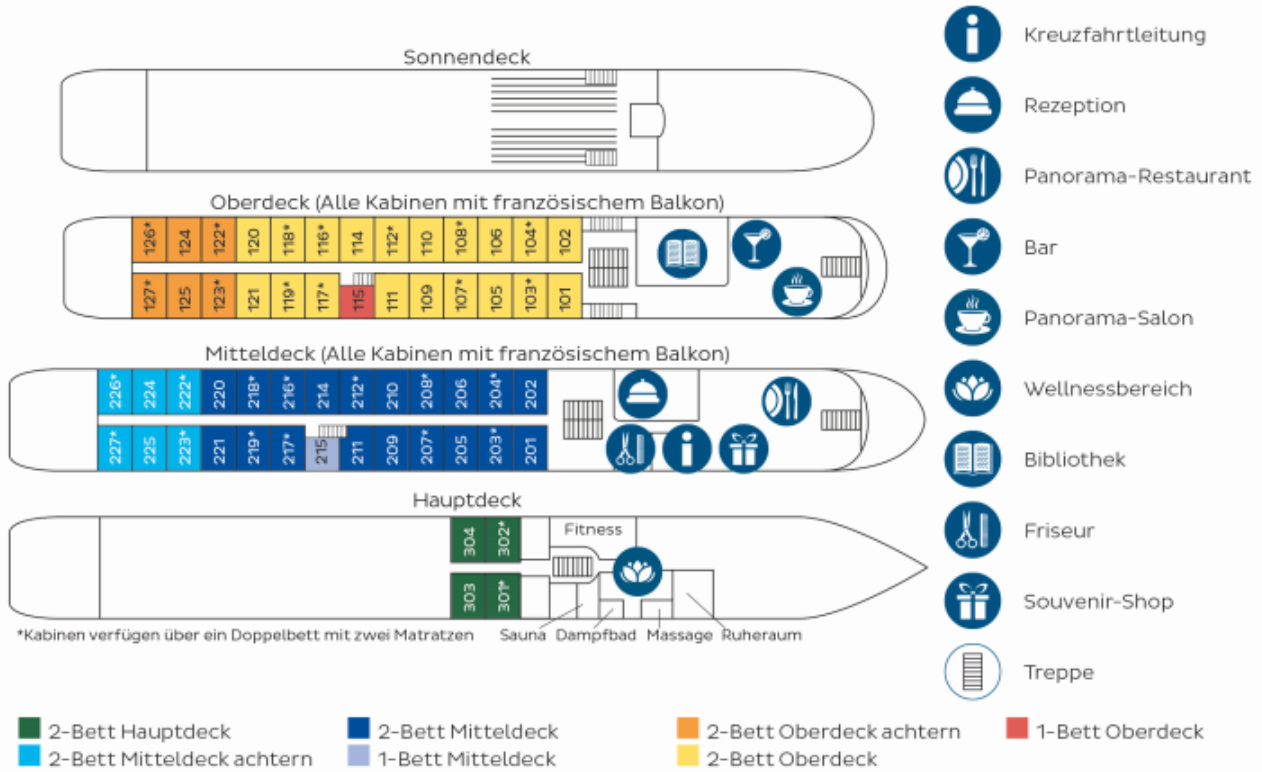 Sonnendeck
Oberdeck (Alle Kabinen mit französischem Balkon)
126* 124 122* 120 118* 116* 114 112* 110 108* 106 104* 102
127* 125 123* 121 119* 117* 115 111 109 107* 105 103* 101
Mitteldeck (Alle Kabinen mit französischem Balkon)
226* 224 222* 220 218* 216* 214 212* 210 208* 206 204* 202
227* 225 223* 221 219* 217* 215 211 209 207* 205 203* 201
Hauptdeck
304 302* Fitness
303 301*
*Kabinen verfügen über ein Doppelbett mit zwei Matratzen
Sauna Dampfbad Massage Ruheraum
Kreuzfahrtleitung
Rezeption
Panorama-Restaurant
Bar
Panorama-Salon
Wellnessbereich
Bibliothek
Friseur
Souvenir-Shop
Treppe
2-Bett Hauptdeck
2-Bett Mitteldeck achtern
2-Bett Mitteldeck
1-Bett Mitteldeck
2-Bett Oberdeck achtern
2-Bett Oberdeck
1-Bett Oberdeck